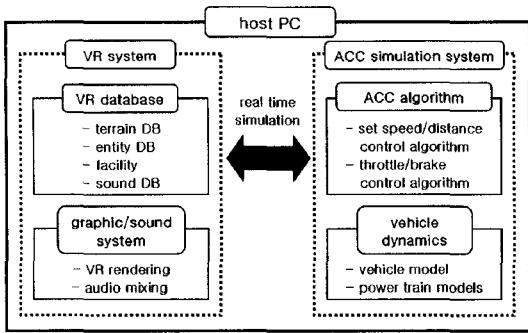 host PC
VR system
VR database
- terrain DB
- entity DB
- facility
- sound DB
graphic/sound
system
- VR rendering
- audio mixing
real time
simulation
ACC simulation system
ACC algorithm
- set speed/distance
control algorithm
- throttle/brake
control algorithm
vehicle
dynamics
- vehicle model
- power train models